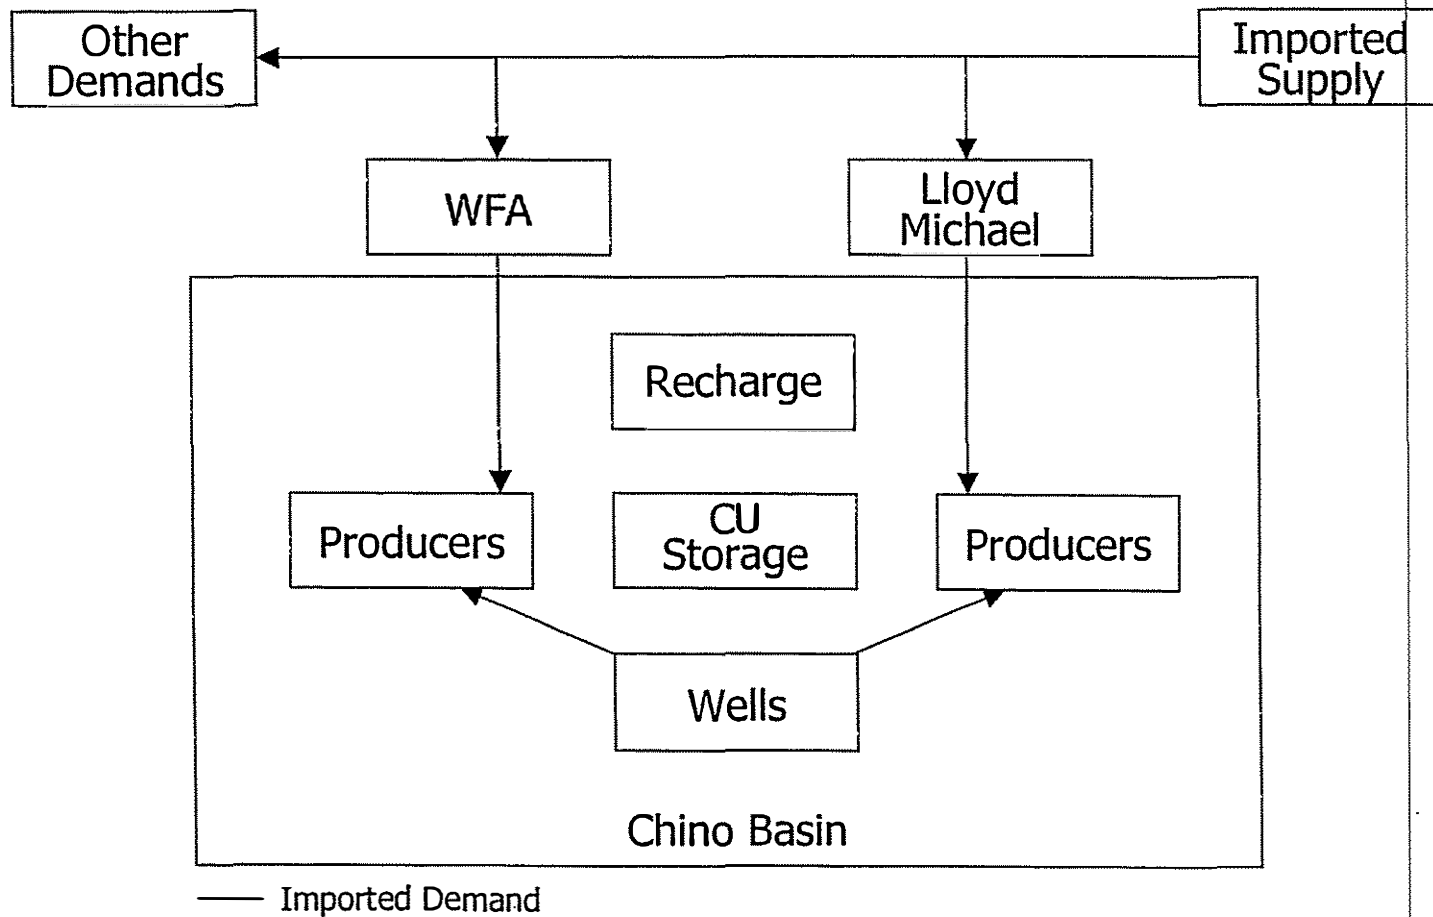 Other
Demands
Imported
Supply
WFA
Lloyd
Michael
Recharge
Producers
CU
Storage
Producers
Wells
Chino Basin
Imported Demand